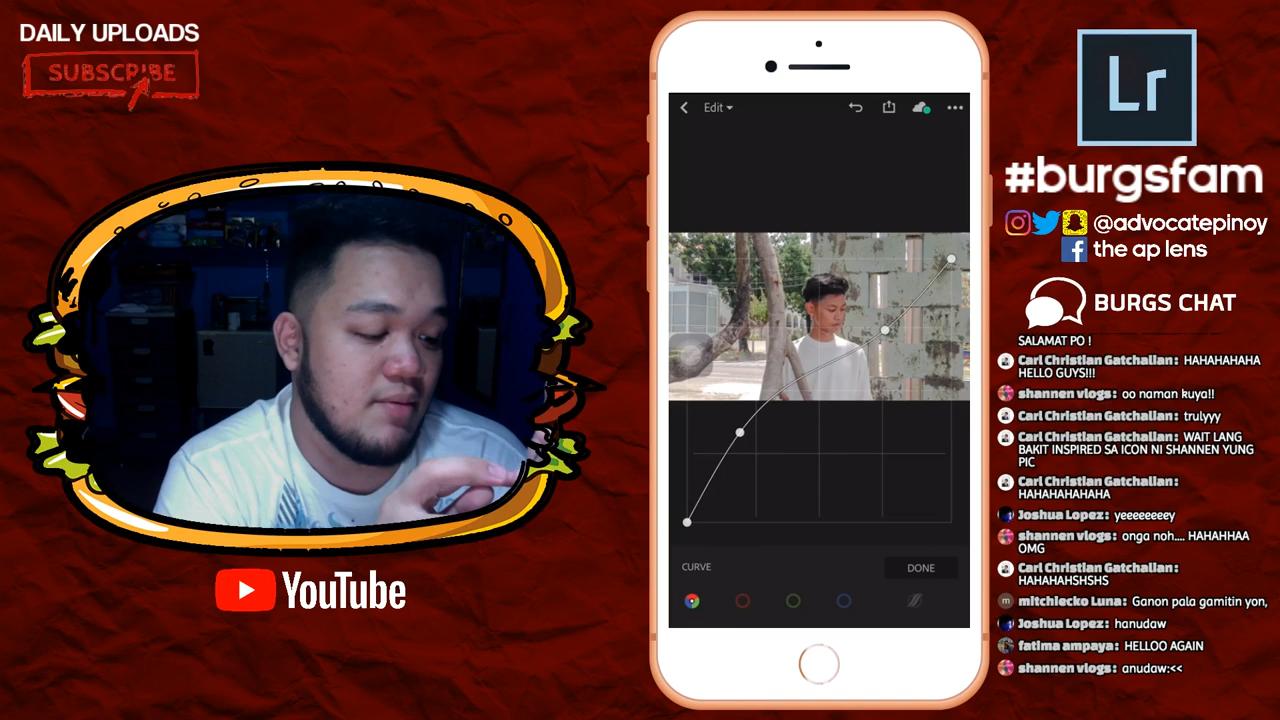 DAILY UPLOADS
SUBSCRIBE
YouTube
Edit
CURVE
DONE
Lr
#burgsfam
@advocatepinoy
the ap lens
BURGS CHAT
SALAMAT PO !
Carl Christian Gatchalian: HAHAHAHAHA
HELLO GUYS!!!
shannen vlogs: oo naman kuya!!
Carl Christian Gatchalian: trulyyy
Carl Christian Gatchalian: WAIT LANG
BAKIT INSPIRED SA ICON NI SHANNEN YUNG
PIC
Carl Christian Gatchalian:
HAHAHAHAHAHA
Joshua Lopez: yeeeeeeeey
shannen vlogs: onga noh.... HAHAHHAA
OMG
Carl Christian Gatchalian:
HAHAHAHSHSHS
m
mitchiecko Luna: Ganon pala gamitin yon,
Joshua Lopez: hanudaw
fatima ampaya: HELLOO AGAIN
shannen vlogs: anudaw:<<